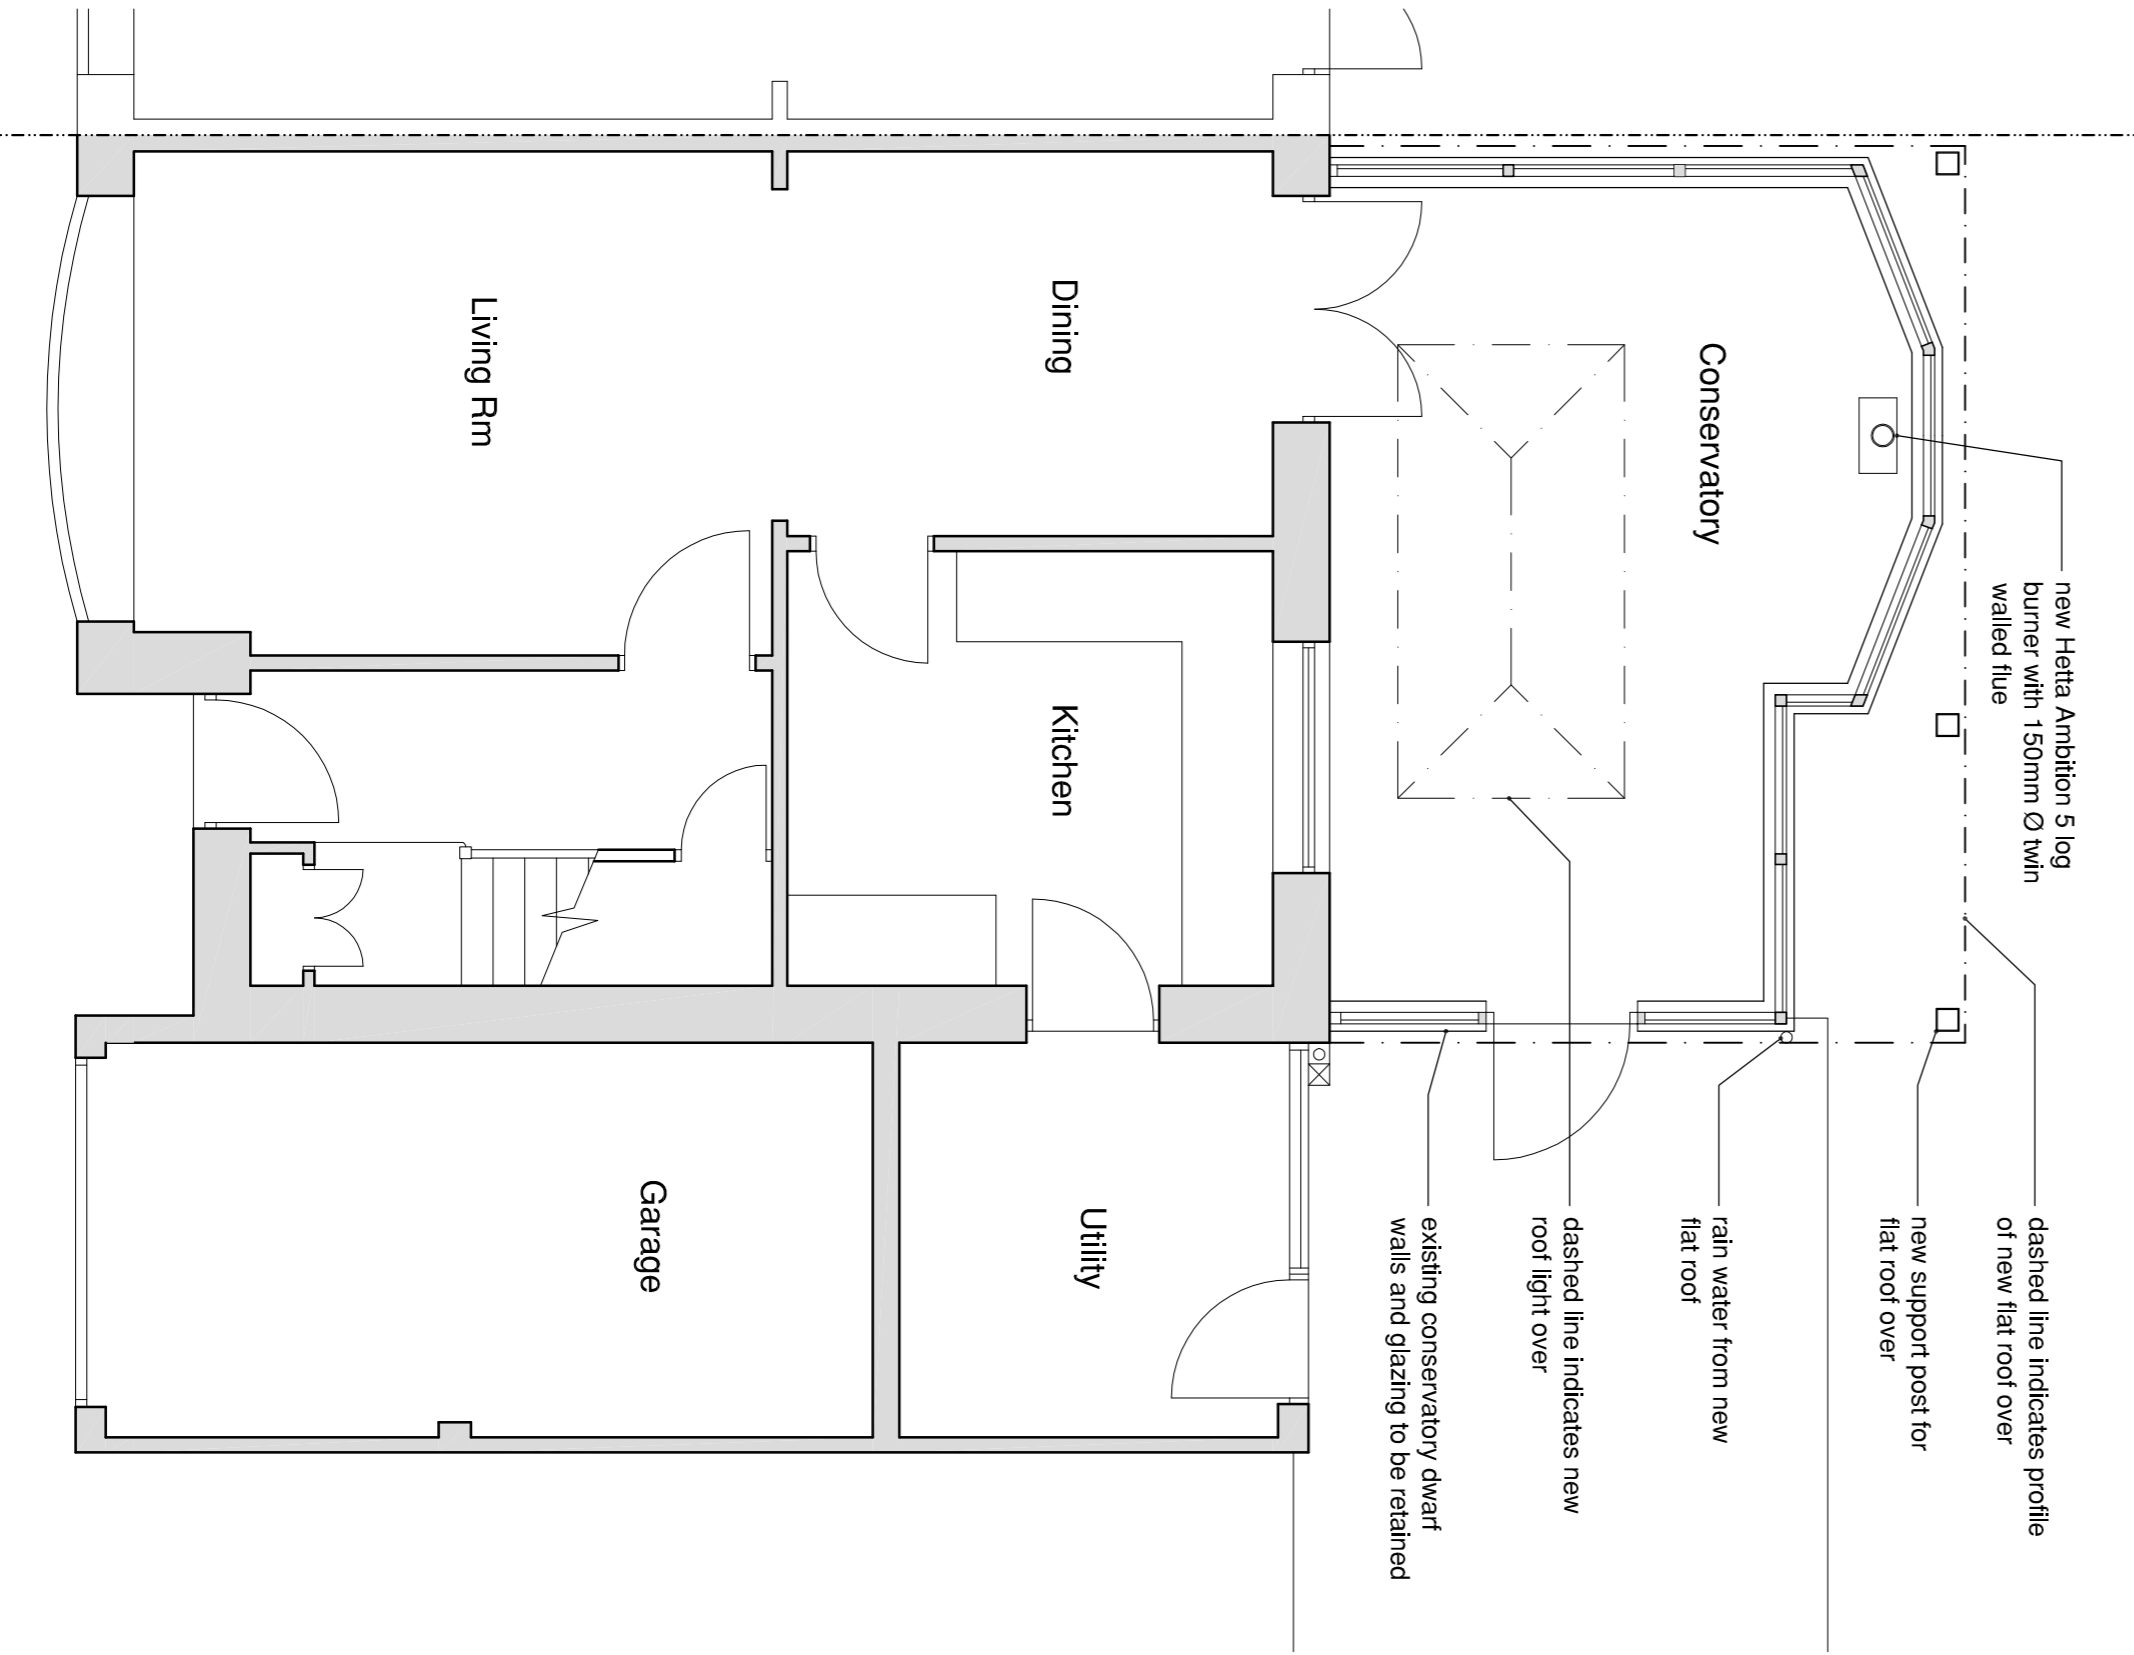 new Hetta Ambition 5 log
burner with 150mm Ø twin
walled flue
dashed line indicates profile
of new flat roof over
new support post for
flat roof over
rain water from new
flat roof
dashed line indicates new
roof light over
existing conservatory dwarf
walls and glazing to be retained
Conservatory
Dining
Kitchen
Utility
Living Rm
Garage